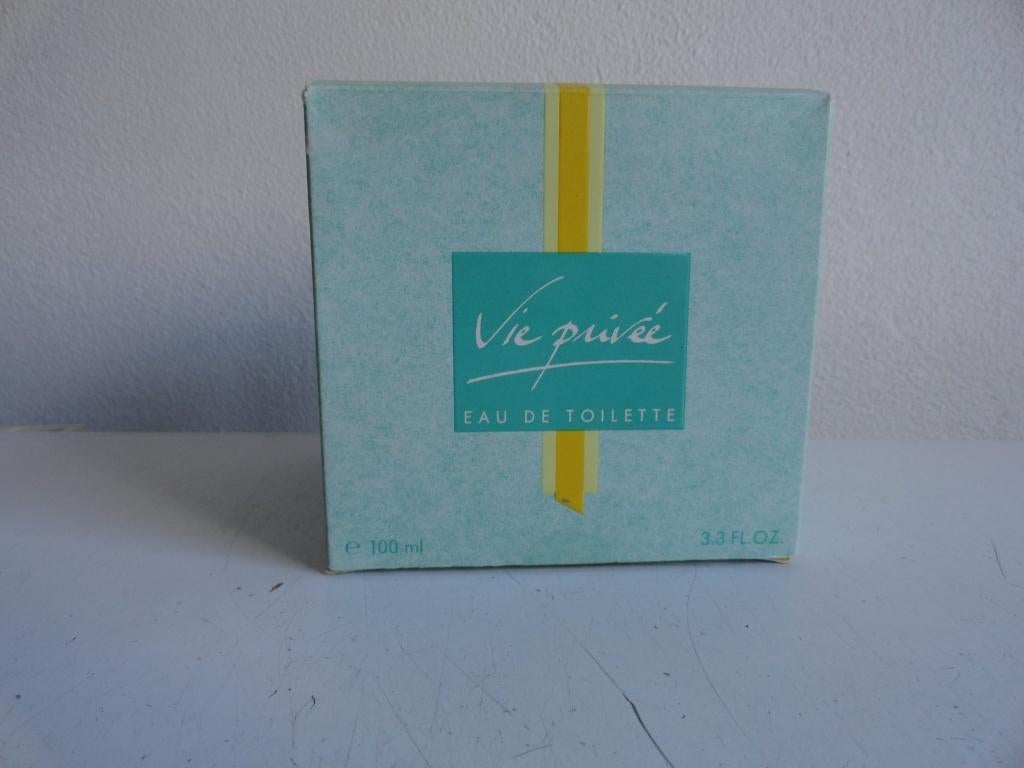 Vie privée
EAU DE TOILETTE
℮ 100 ml
3.3 FL.OZ.